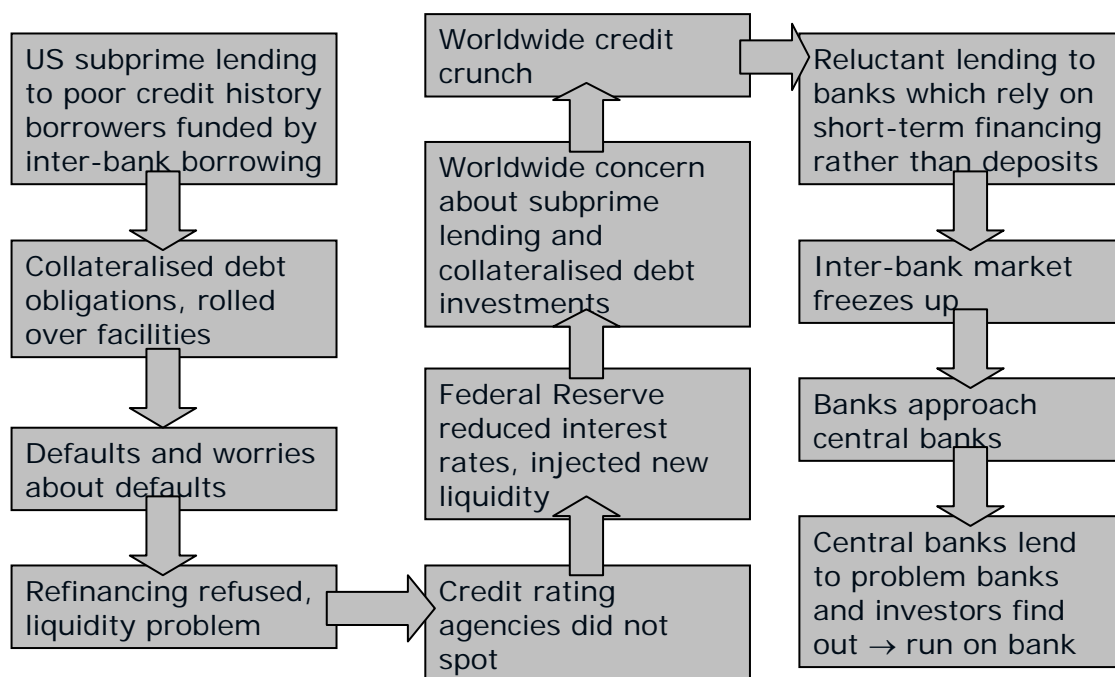 US subprime lending
to poor credit history
borrowers funded by
inter-bank borrowing
Collateralised debt
obligations, rolled
over facilities
Defaults and worries
about defaults
Refinancing refused,
liquidity problem
Credit rating
agencies did not
spot
Federal Reserve
reduced interest
rates, injected new
liquidity
Worldwide concern
about subprime
lending and
collateralised debt
investments
Worldwide credit
crunch
Reluctant lending to
banks which rely on
short-term financing
rather than deposits
Inter-bank market
freezes up
Banks approach
central banks
Central banks lend
to problem banks
and investors find
out → run on bank